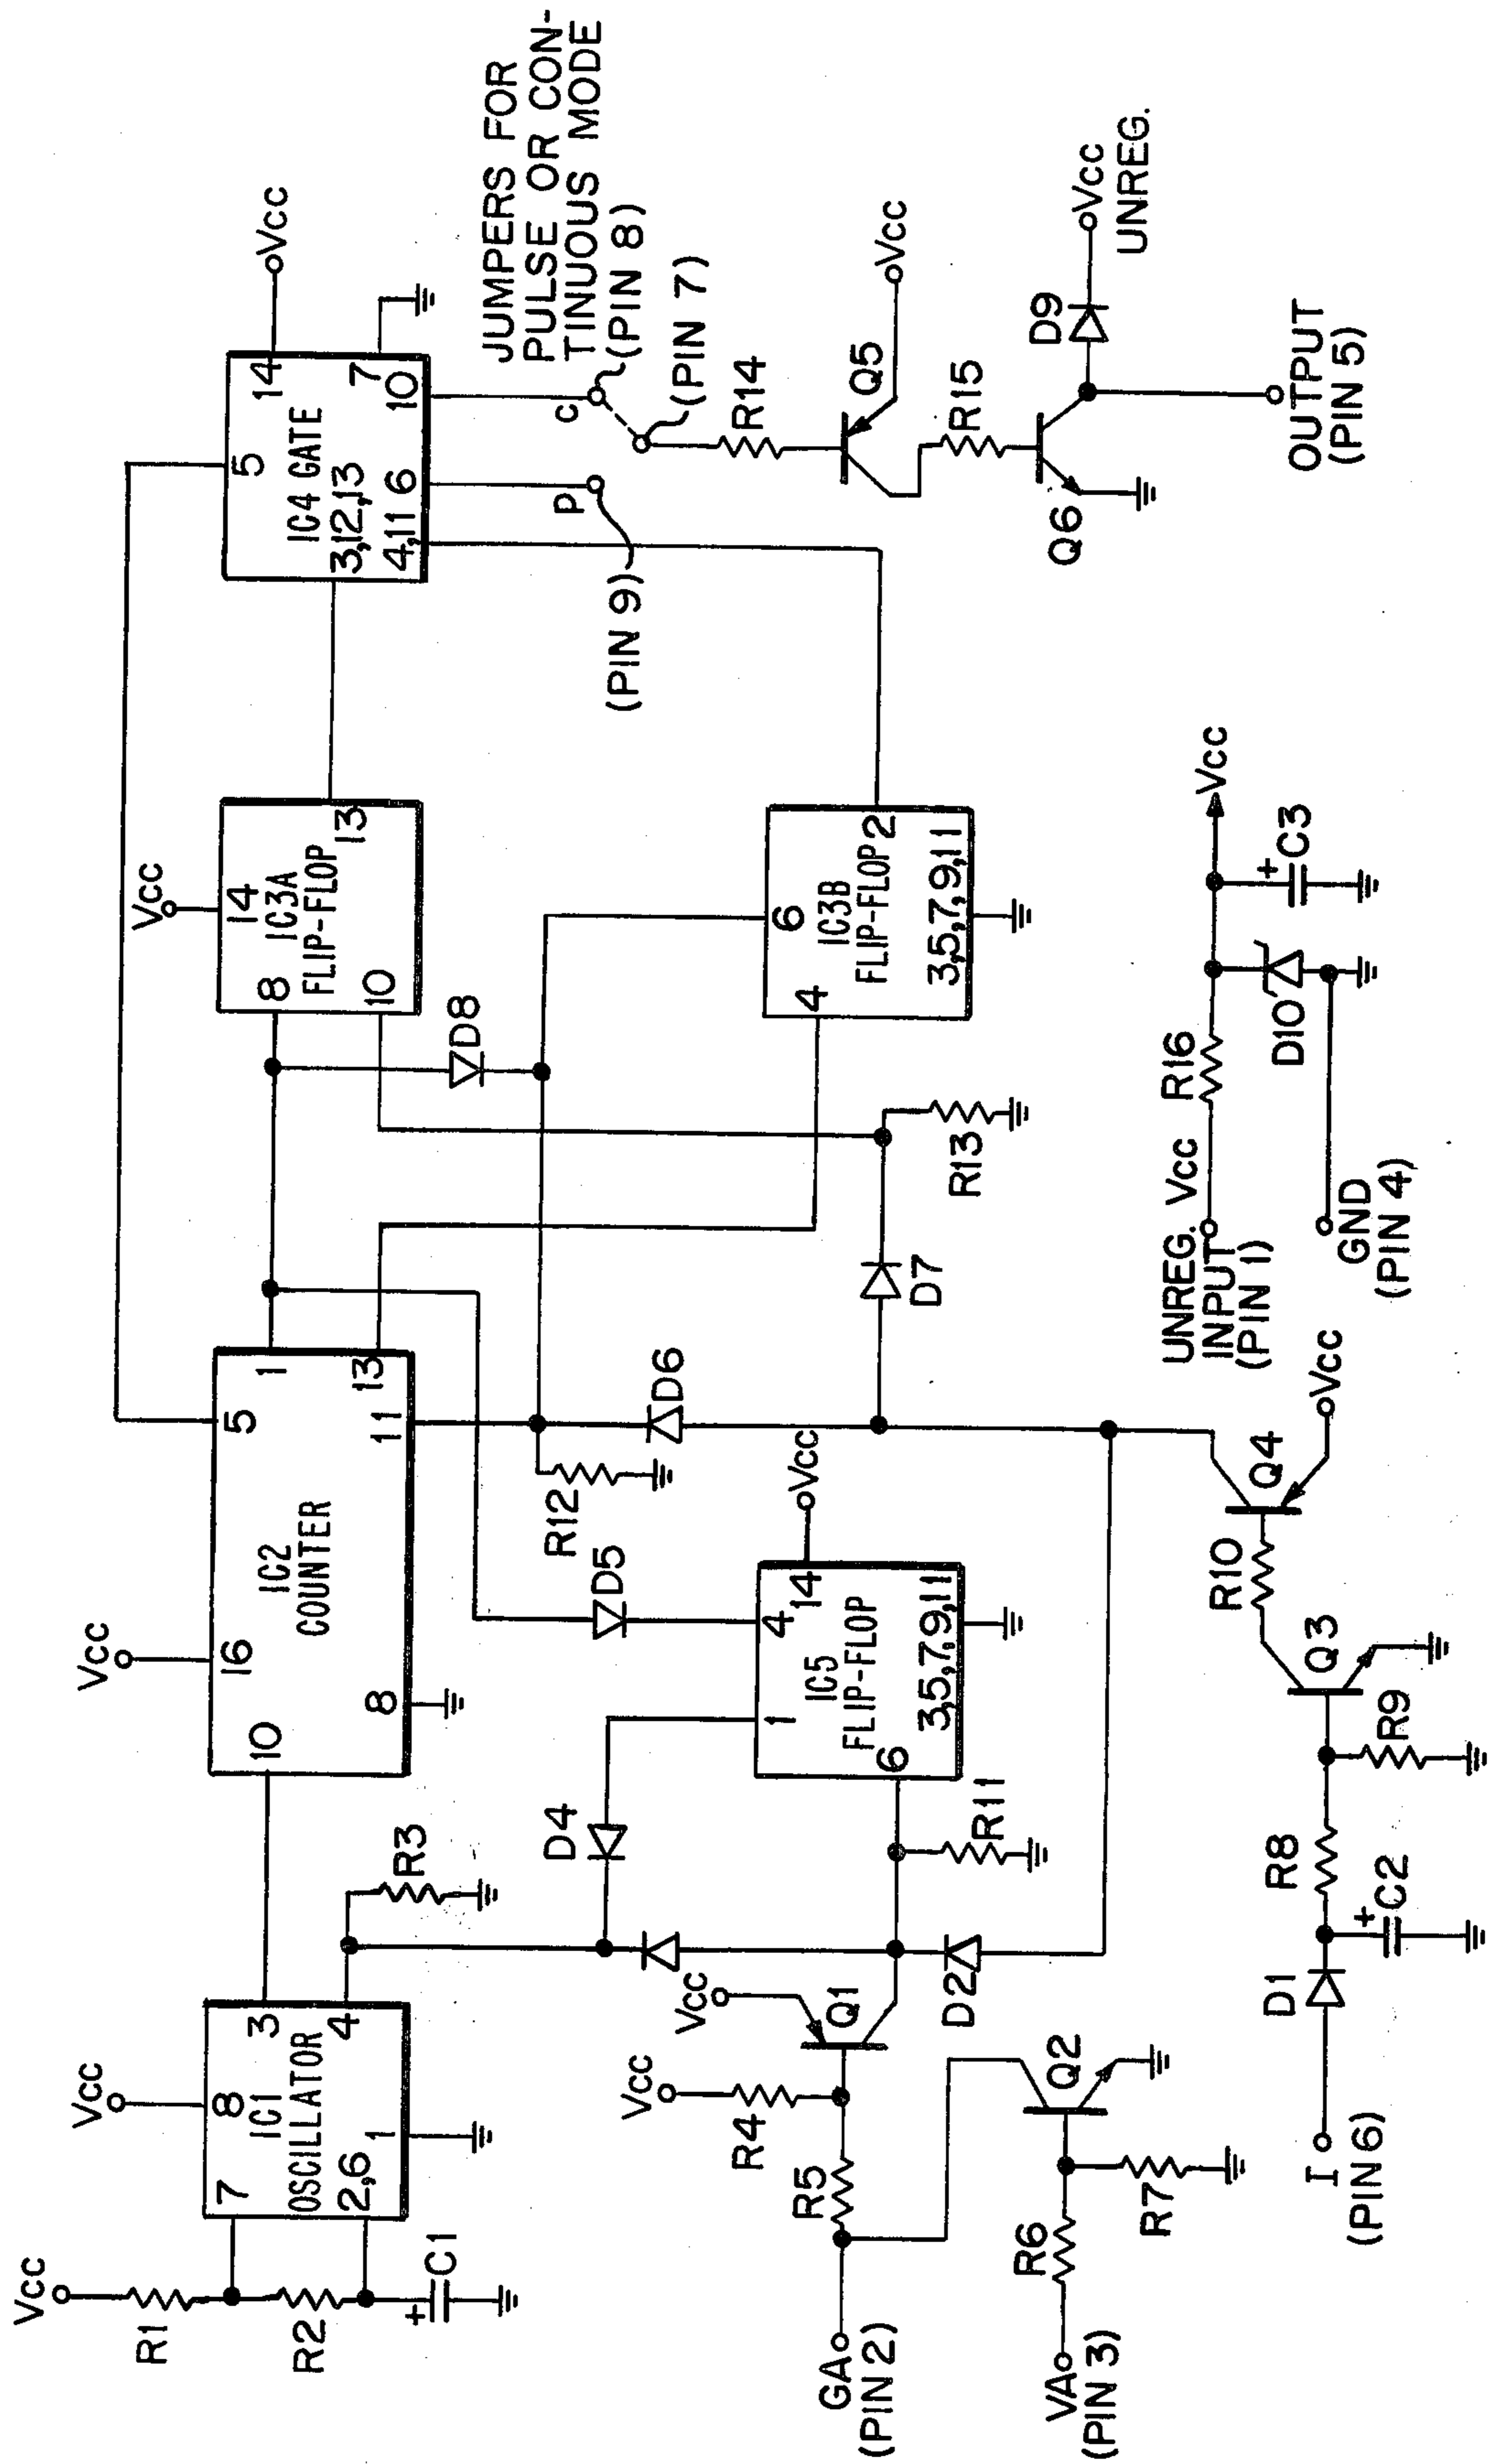 Vcc
R1
R2
C1
+
Vcc
8
IC1
OSCILLATOR
7
2,6
1
3
4
R3
Vcc
16
10
IC2
COUNTER
8
5
1
13
11
Vcc
14
IC3A
FLIP-FLOP
8
10
13
5
14
Vcc
IC4 GATE
7
3,12,13
4,11
6
10
JUMPERS FOR
PULSE OR CON-
TINUOUS MODE
(PIN 8)
c
p
(PIN 7)
(PIN 9)
R14
Q5
Vcc
R15
Q6
D9
Vcc
UNREG.
OUTPUT
(PIN 5)
D8
6
IC3B
FLIP-FLOP
4
2
3,5,7,9,11
R13
D7
D6
R12
D5
Vcc
14
4
IC5
FLIP-FLOP
1
6
3,5,7,9,11
D4
R11
Vcc
Q1
D2
Vcc
R4
R5
GA
(PIN 2)
Q2
R6
R7
VA
(PIN 3)
I
(PIN 6)
D1
+
C2
R8
R9
Q3
R10
Q4
Vcc
UNREG. Vcc
INPUT
(PIN 1)
R16
Vcc
D10
+
C3
GND
(PIN 4)